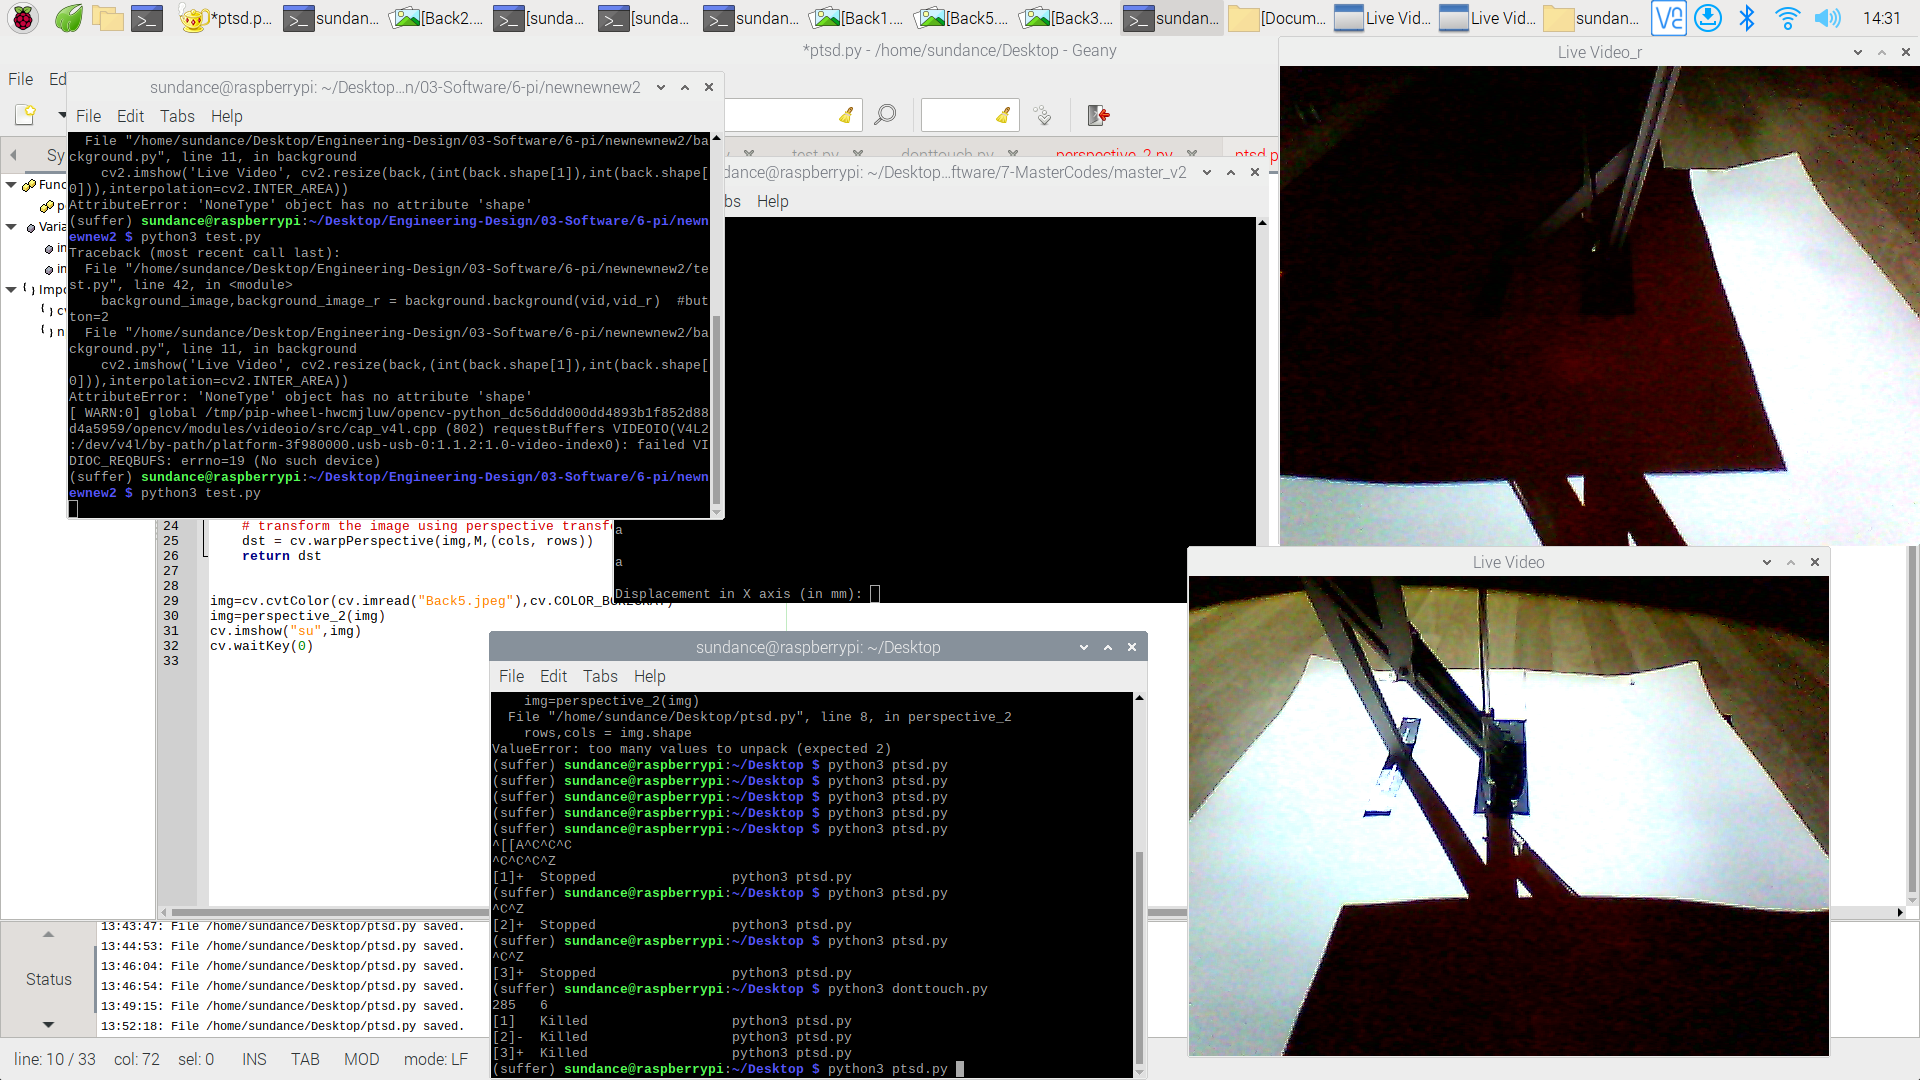 *ptsd.p...
sundan...
[Back2....
[sunda...
[sunda...
sundan...
[Back1....
[Back5....
[Back3....
sundan...
[Docum...
Live Vid...
Live Vid...
sundan...
14:31
*ptsd.py - /home/sundance/Desktop - Geany
File Ed
Sy
Func
p
Varia
in
in
Impo
c
n
sundance@raspberrypi: ~/Desktop...n/03-Software/6-pi/newnewnew2
File Edit Tabs Help
File "/home/sundance/Desktop/Engineering-Design/03-Software/6-pi/newnewnew2/ba
ckground.py", line 11, in background
cv2.imshow('Live Video', cv2.resize(back,(int(back.shape[1]),int(back.shape[
0])),interpolation=cv2.INTER_AREA))
AttributeError: 'NoneType' object has no attribute 'shape'
(suffer) sundance@raspberrypi:~/Desktop/Engineering-Design/03-Software/6-pi/newn
ewnew2 $ python3 test.py
Traceback (most recent call last):
File "/home/sundance/Desktop/Engineering-Design/03-Software/6-pi/newnewnew2/te
st.py", line 42, in <module>
background_image,background_image_r = background.background(vid,vid_r)  #but
ton=2
File "/home/sundance/Desktop/Engineering-Design/03-Software/6-pi/newnewnew2/ba
ckground.py", line 11, in background
cv2.imshow('Live Video', cv2.resize(back,(int(back.shape[1]),int(back.shape[
0])),interpolation=cv2.INTER_AREA))
AttributeError: 'NoneType' object has no attribute 'shape'
[ WARN:0] global /tmp/pip-wheel-hwcmjluw/opencv-python_dc56ddd000dd4893b1f852d88
d4a5959/opencv/modules/videoio/src/cap_v4l.cpp (802) requestBuffers VIDEOIO(V4L2
:/dev/v4l/by-path/platform-3f980000.usb-usb-0:1.1.2:1.0-video-index0): failed VI
DIOC_REQBUFS: errno=19 (No such device)
(suffer) sundance@raspberrypi:~/Desktop/Engineering-Design/03-Software/6-pi/newn
ewnew2 $ python3 test.py
test.py donttouch.py perspective_2.py ptsd.p
dance@raspberrypi: ~/Desktop...ftware/7-MasterCodes/master_v2
bs Help
a
a
Displacement in X axis (in mm):
24 # transform the image using perspective transf
25 dst = cv.warpPerspective(img,M,(cols, rows))
26 return dst
27
28
29 img=cv.cvtColor(cv.imread("Back5.jpeg"),cv.COLOR_BGR2GRAY)
30 img=perspective_2(img)
31 cv.imshow("su",img)
32 cv.waitKey(0)
33
sundance@raspberrypi: ~/Desktop
File Edit Tabs Help
img=perspective_2(img)
File "/home/sundance/Desktop/ptsd.py", line 8, in perspective_2
rows,cols = img.shape
ValueError: too many values to unpack (expected 2)
(suffer) sundance@raspberrypi:~/Desktop $ python3 ptsd.py
(suffer) sundance@raspberrypi:~/Desktop $ python3 ptsd.py
(suffer) sundance@raspberrypi:~/Desktop $ python3 ptsd.py
(suffer) sundance@raspberrypi:~/Desktop $ python3 ptsd.py
(suffer) sundance@raspberrypi:~/Desktop $ python3 ptsd.py
^[[A^C^C^C
^C^C^C^Z
[1]+  Stopped                 python3 ptsd.py
(suffer) sundance@raspberrypi:~/Desktop $ python3 ptsd.py
^C^Z
[2]+  Stopped                 python3 ptsd.py
(suffer) sundance@raspberrypi:~/Desktop $ python3 ptsd.py
^C^Z
[3]+  Stopped                 python3 ptsd.py
(suffer) sundance@raspberrypi:~/Desktop $ python3 donttouch.py
285   6
[1]   Killed                  python3 ptsd.py
[2]-  Killed                  python3 ptsd.py
[3]+  Killed                  python3 ptsd.py
(suffer) sundance@raspberrypi:~/Desktop $ python3 ptsd.py
Live Video_r
Live Video
Status
13:43:47: File /home/sundance/Desktop/ptsd.py saved.
13:44:53: File /home/sundance/Desktop/ptsd.py saved.
13:46:04: File /home/sundance/Desktop/ptsd.py saved.
13:46:54: File /home/sundance/Desktop/ptsd.py saved.
13:49:15: File /home/sundance/Desktop/ptsd.py saved.
13:52:18: File /home/sundance/Desktop/ptsd.py saved.
line: 10 / 33 col: 72 sel: 0 INS TAB MOD mode: LF